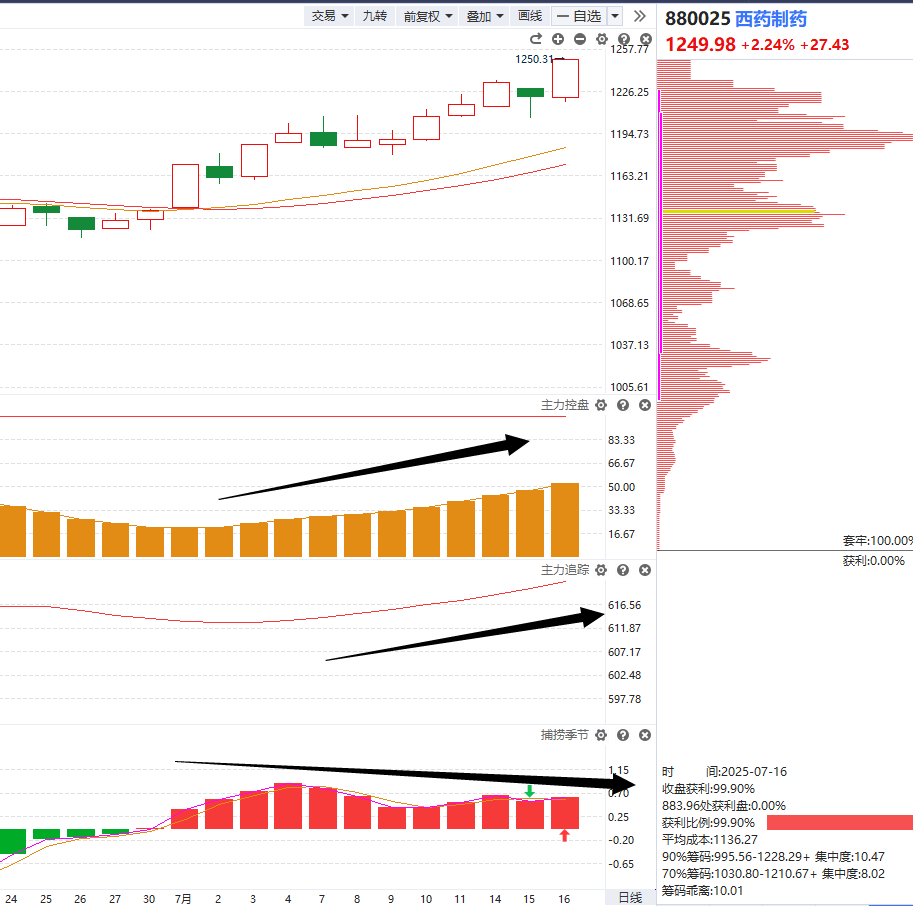 交易 九转 前复权 叠加 画线 一 自选
880025 西药制药
1249.98 +2.24% +27.43
1250.31
1257.77
1226.25
1194.73
1163.21
1131.69
1100.17
1068.65
1037.13
1005.61
主力控盘
83.33
66.67
50.00
33.33
16.67
套牢:100.00%
获利:0.00%
主力追踪
616.56
611.87
607.17
602.48
597.78
捕捞季节
1.15
0.70
0.25
-0.20
-0.65
时 间:2025-07-16
收盘获利:99.90%
883.96处获利盘:0.00%
获利比例:99.90%
平均成本:1136.27
90%筹码:995.56-1228.29+ 集中度:10.47
70%筹码:1030.80-1210.67+ 集中度:8.02
筹码乖离:10.01
24 25 26 27 30 7月 2 3 4 7 8 9 10 11 14 15 16 日线